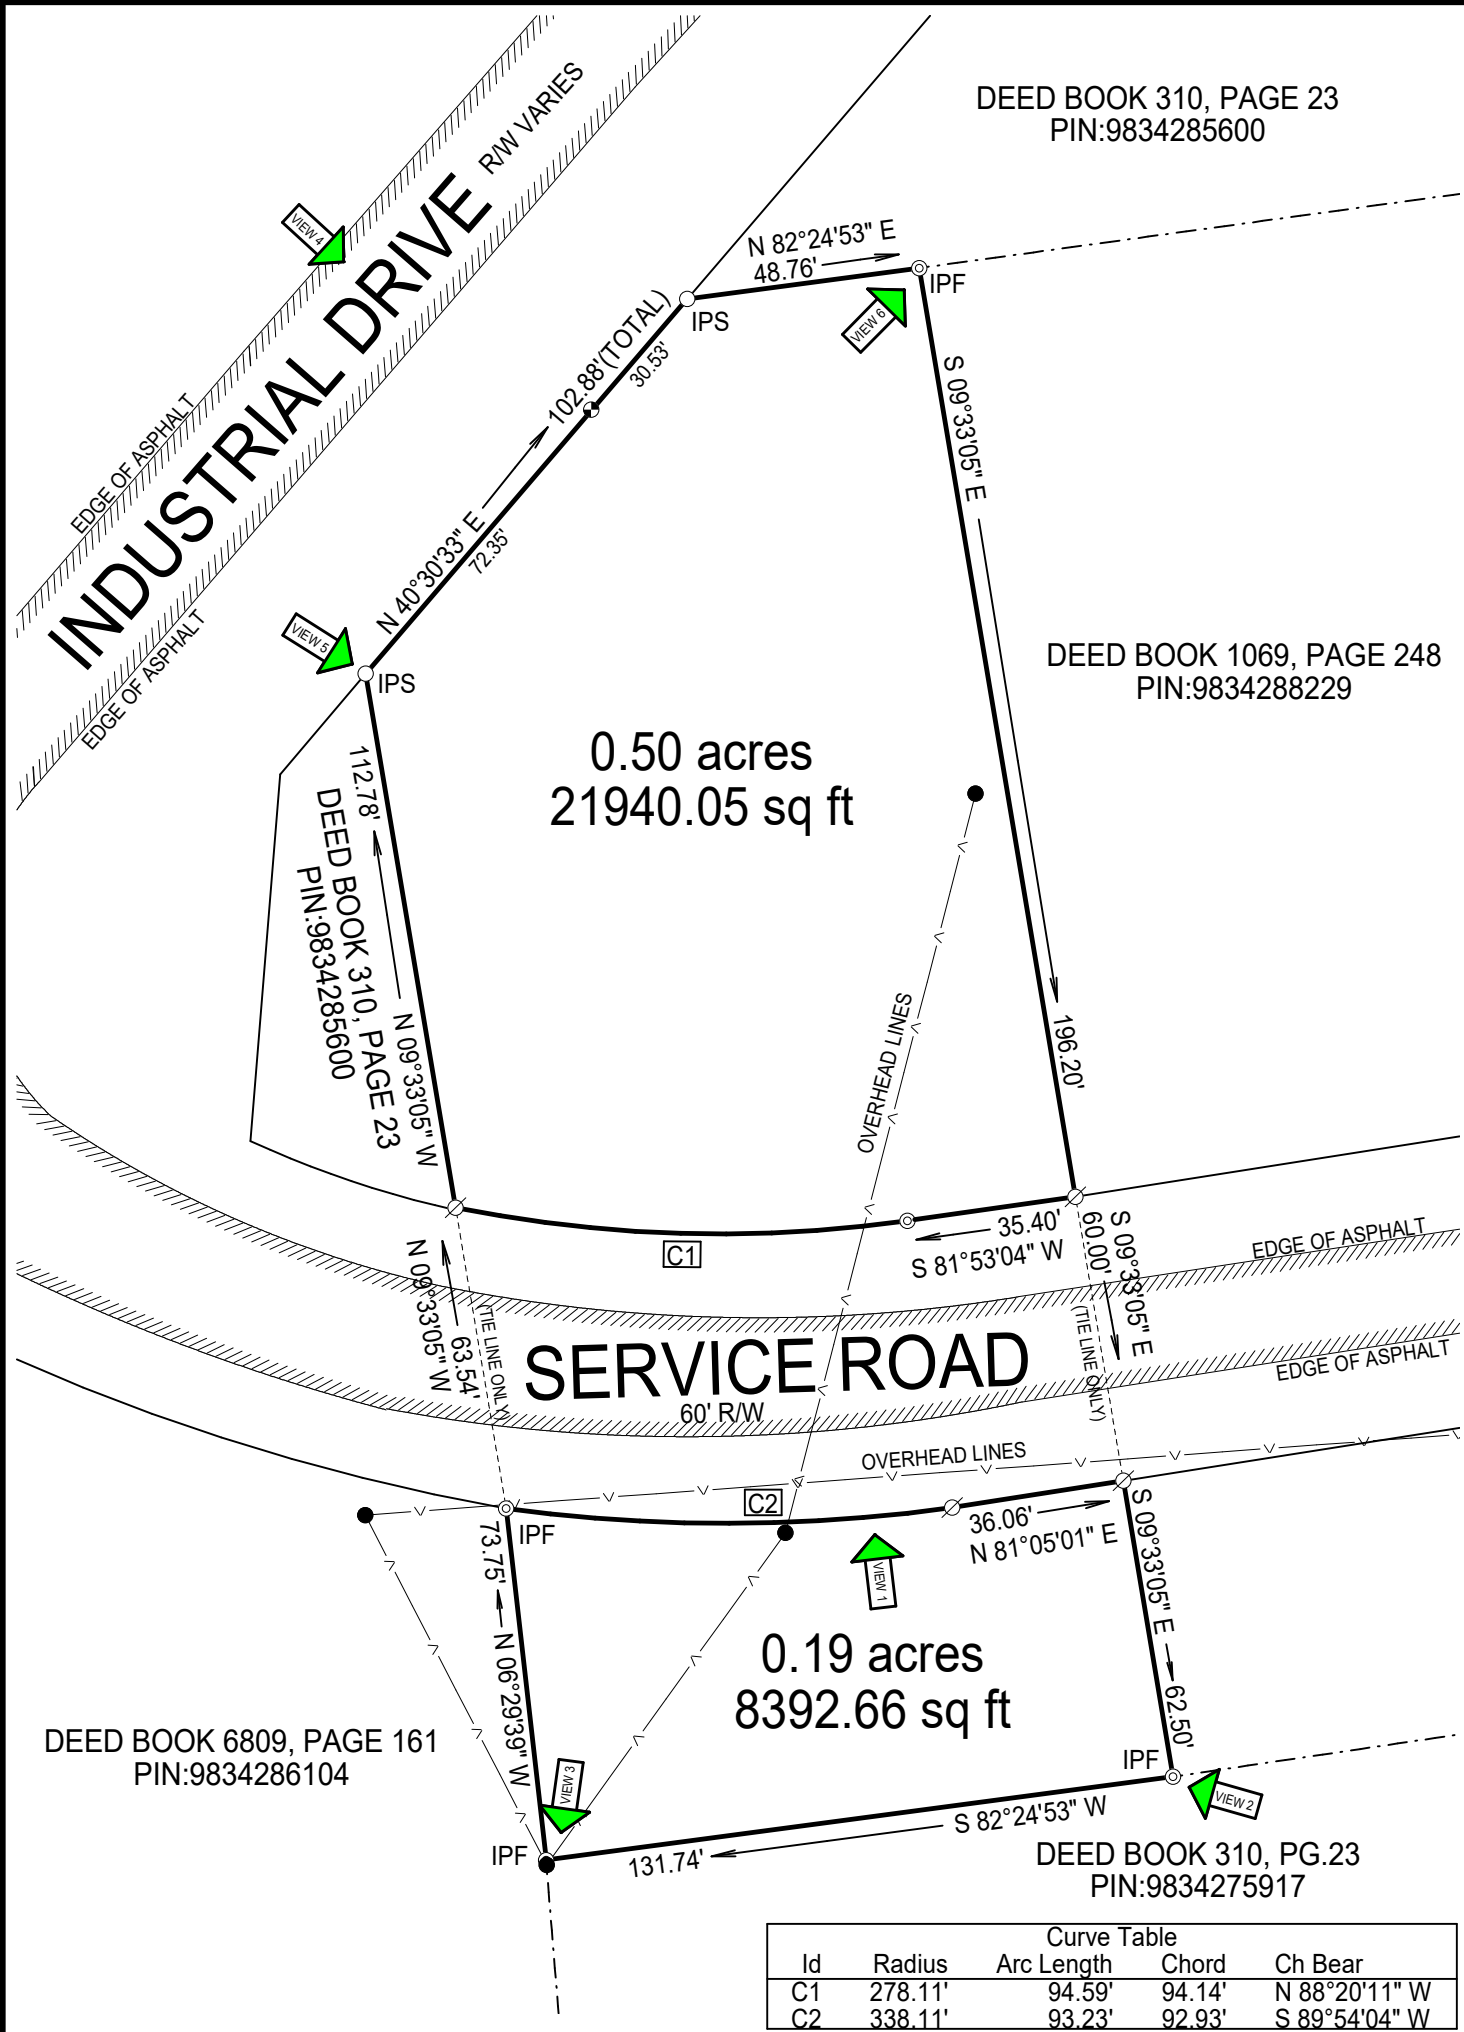 DEED BOOK 310, PAGE 23
PIN:9834285600
INDUSTRIAL DRIVE R/W VARIES
EDGE OF ASPHALT
EDGE OF ASPHALT
VIEW 4
N 82°24'53" E
48.76'
IPF
VIEW 6
IPS
102.88'(TOTAL)
30.53'
N 40°30'33" E
72.35'
S 09°33'05" E
196.20'
VIEW 5
IPS
DEED BOOK 1069, PAGE 248
PIN:9834288229
0.50 acres
21940.05 sq ft
112.78'
N 09°33'05" W
DEED BOOK 310, PAGE 23
PIN:9834285600
OVERHEAD LINES
C1
35.40'
S 81°53'04" W
S 09°33'05" E
60.00'
(TIE LINE ONLY)
N 09°33'05" W
63.54'
(TIE LINE ONLY)
EDGE OF ASPHALT
SERVICE ROAD
60' R/W
EDGE OF ASPHALT
OVERHEAD LINES
C2
IPF
36.06'
N 81°05'01" E
VIEW 1
73.75'
N 06°29'39" W
S 09°33'05" E
62.50'
0.19 acres
8392.66 sq ft
DEED BOOK 6809, PAGE 161
PIN:9834286104
VIEW 3
IPF
IPF
VIEW 2
S 82°24'53" W
131.74'
DEED BOOK 310, PG.23
PIN:9834275917
Curve Table
Id Radius Arc Length Chord Ch Bear
C1 278.11' 94.59' 94.14' N 88°20'11" W
C2 338.11' 93.23' 92.93' S 89°54'04" W